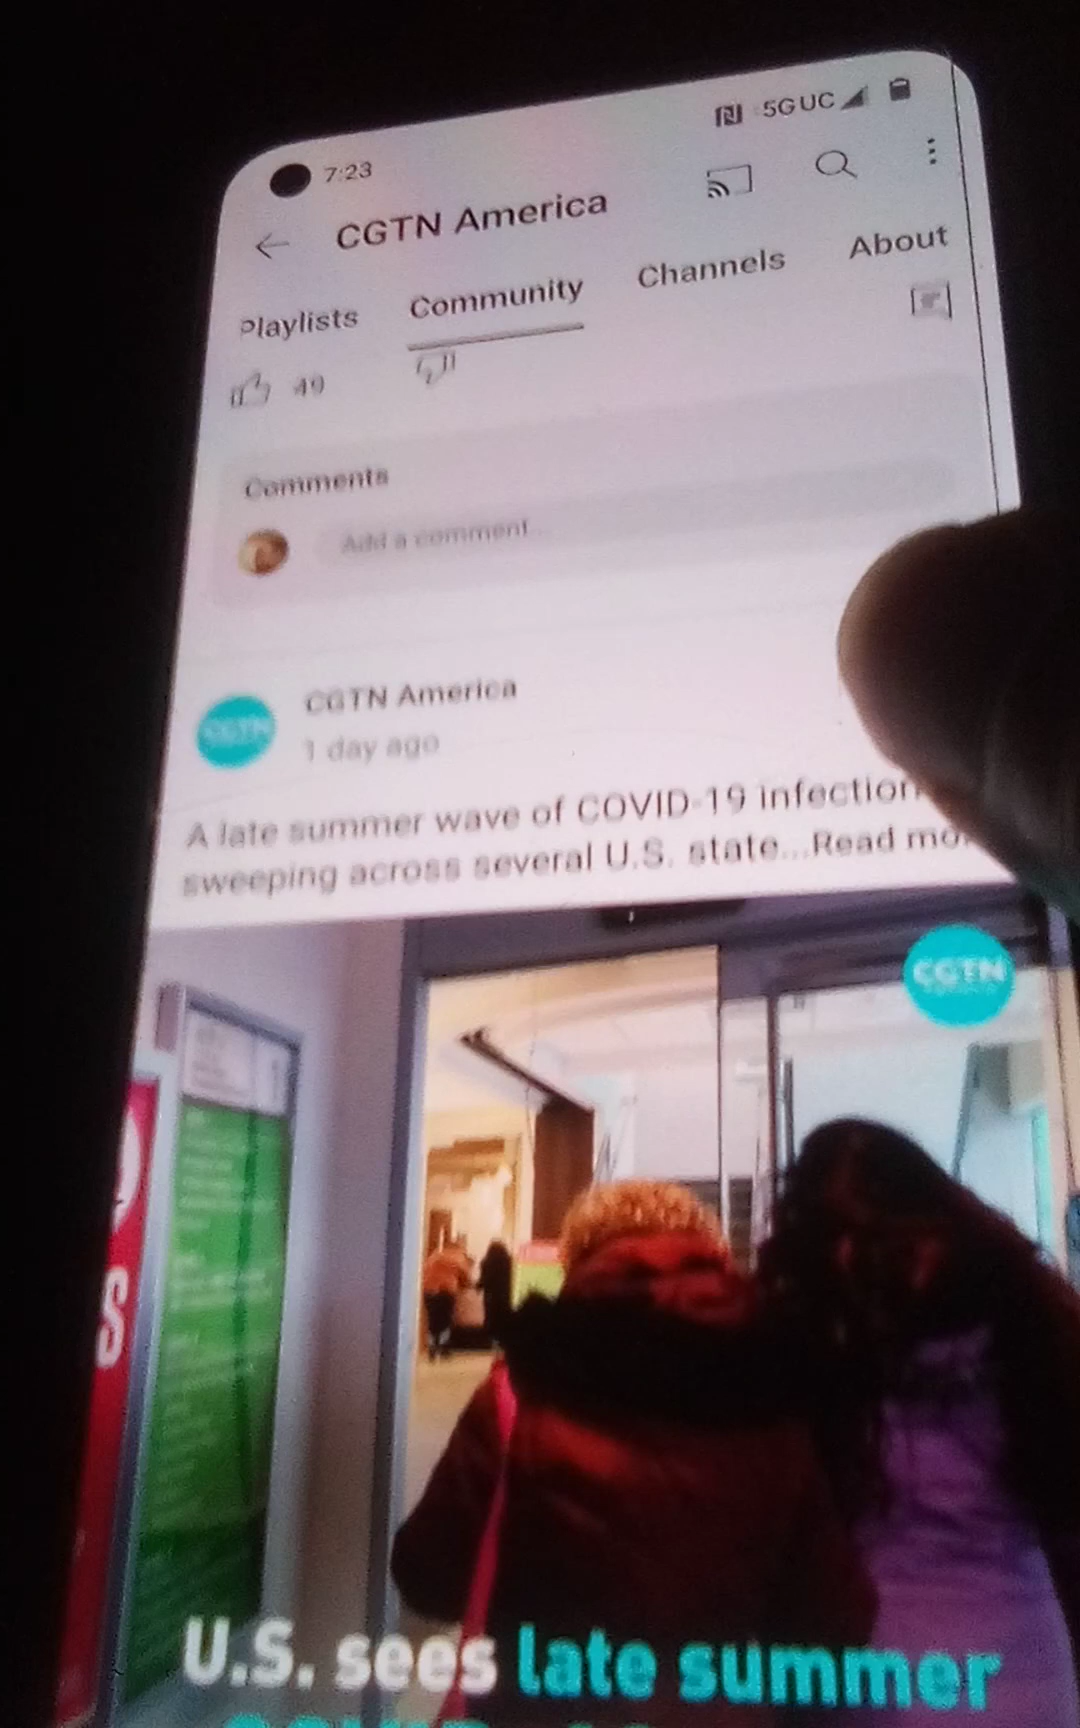 7:23
5G UC
CGTN America
Playlists Community Channels About
49
Comments
Add a comment...
CGTN
CGTN America
1 day ago
A late summer wave of COVID-19 infection
sweeping across several U.S. state...Read mo
CGTN
S
U.S. sees late summer